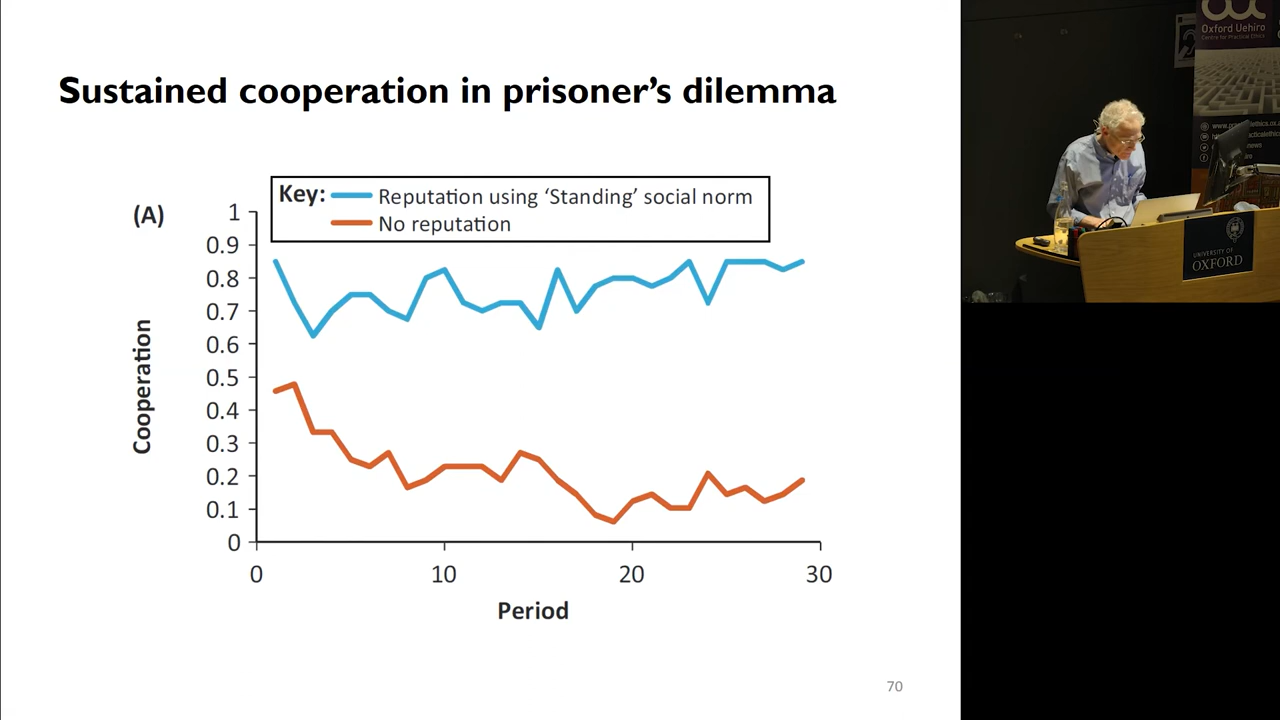 Sustained cooperation in prisoner's dilemma
Key:
Reputation using ‘Standing’ social norm
No reputation
(A)
1
0.9
0.8
0.7
0.6
0.5
0.4
0.3
0.2
0.1
0
Cooperation
0
10
20
30
Period
70
Oxford Uehiro
Centre for Practical Ethics
UNIVERSITY OF
OXFORD